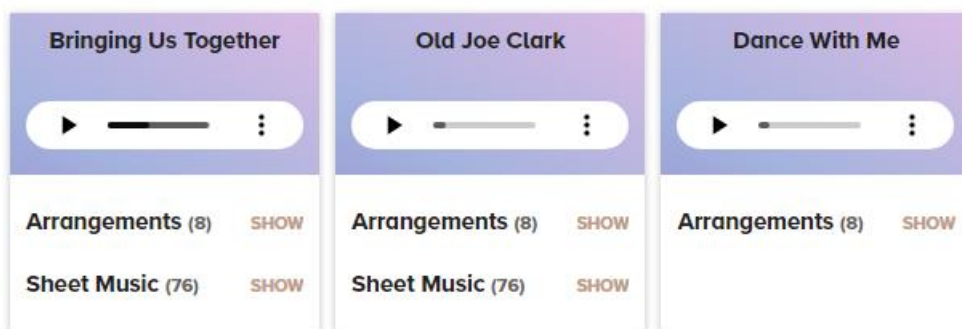 Bringing Us Together
Arrangements (8) SHOW
Sheet Music (76) SHOW
Old Joe Clark
Arrangements (8) SHOW
Sheet Music (76) SHOW
Dance With Me
Arrangements (8) SHOW